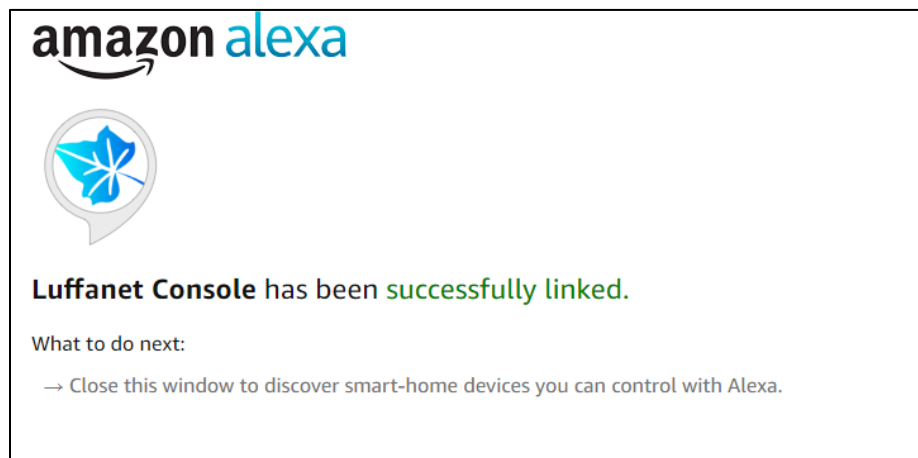 amazon alexa
Luffanet Console has been successfully linked.
What to do next:
→ Close this window to discover smart-home devices you can control with Alexa.